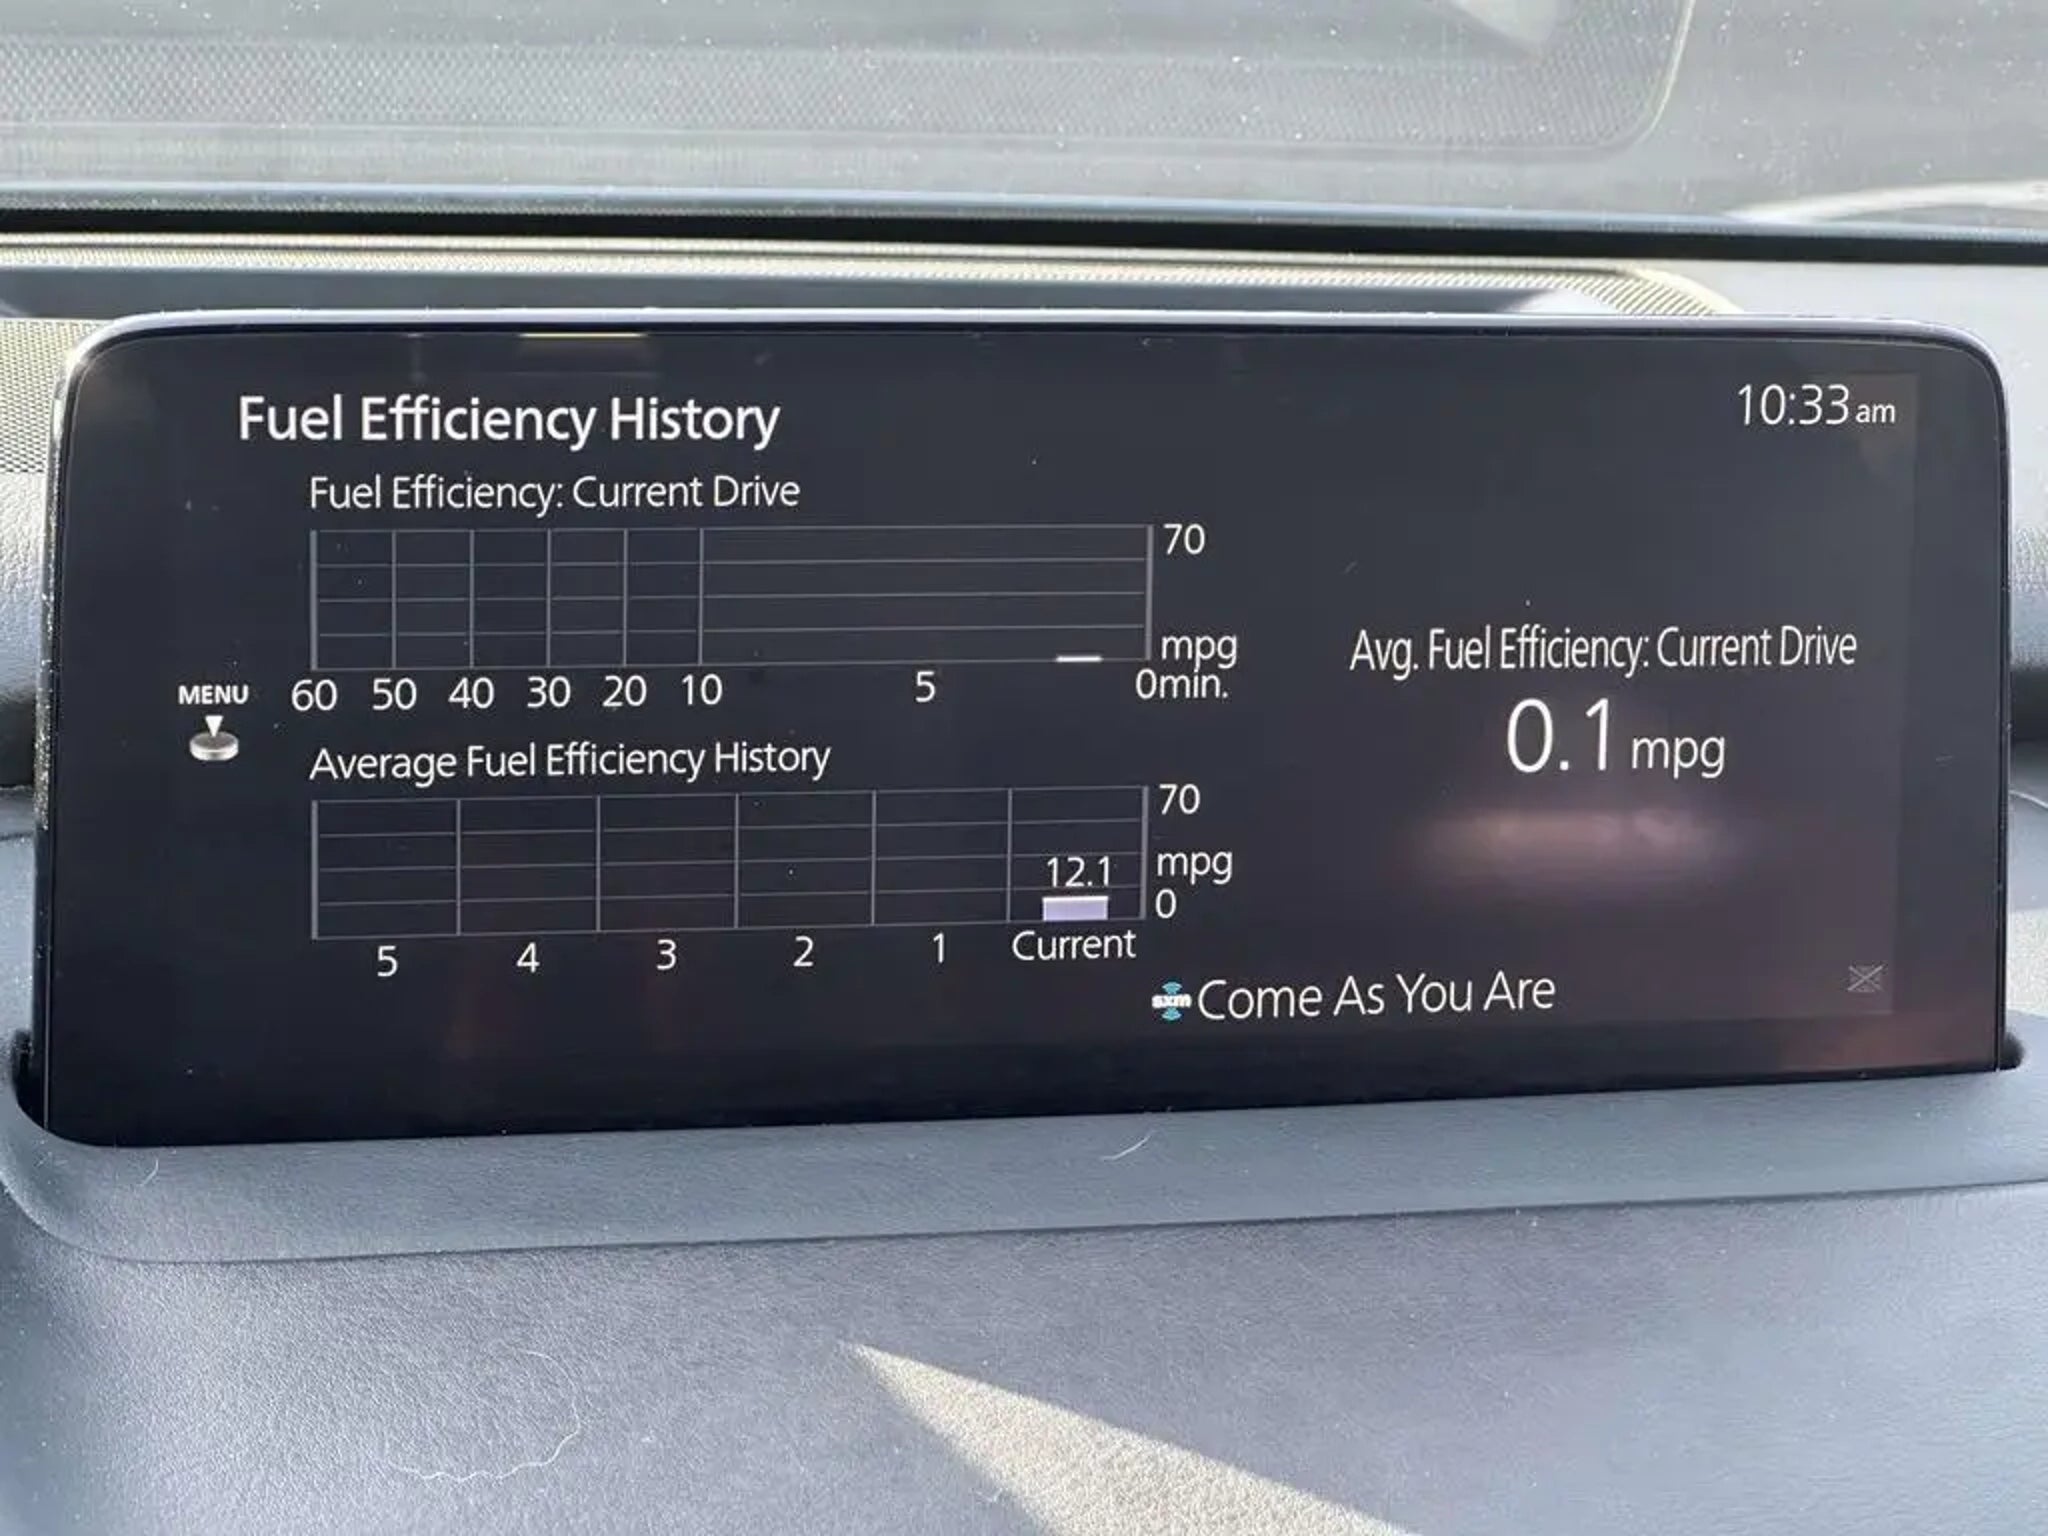 Fuel Efficiency History
10:33 am
Fuel Efficiency: Current Drive
70
mpg
60 50 40 30 20 10 5 0min.
MENU
Avg. Fuel Efficiency: Current Drive
0.1 mpg
Average Fuel Efficiency History
70
12.1
mpg
0
5 4 3 2 1 Current
sxm Come As You Are